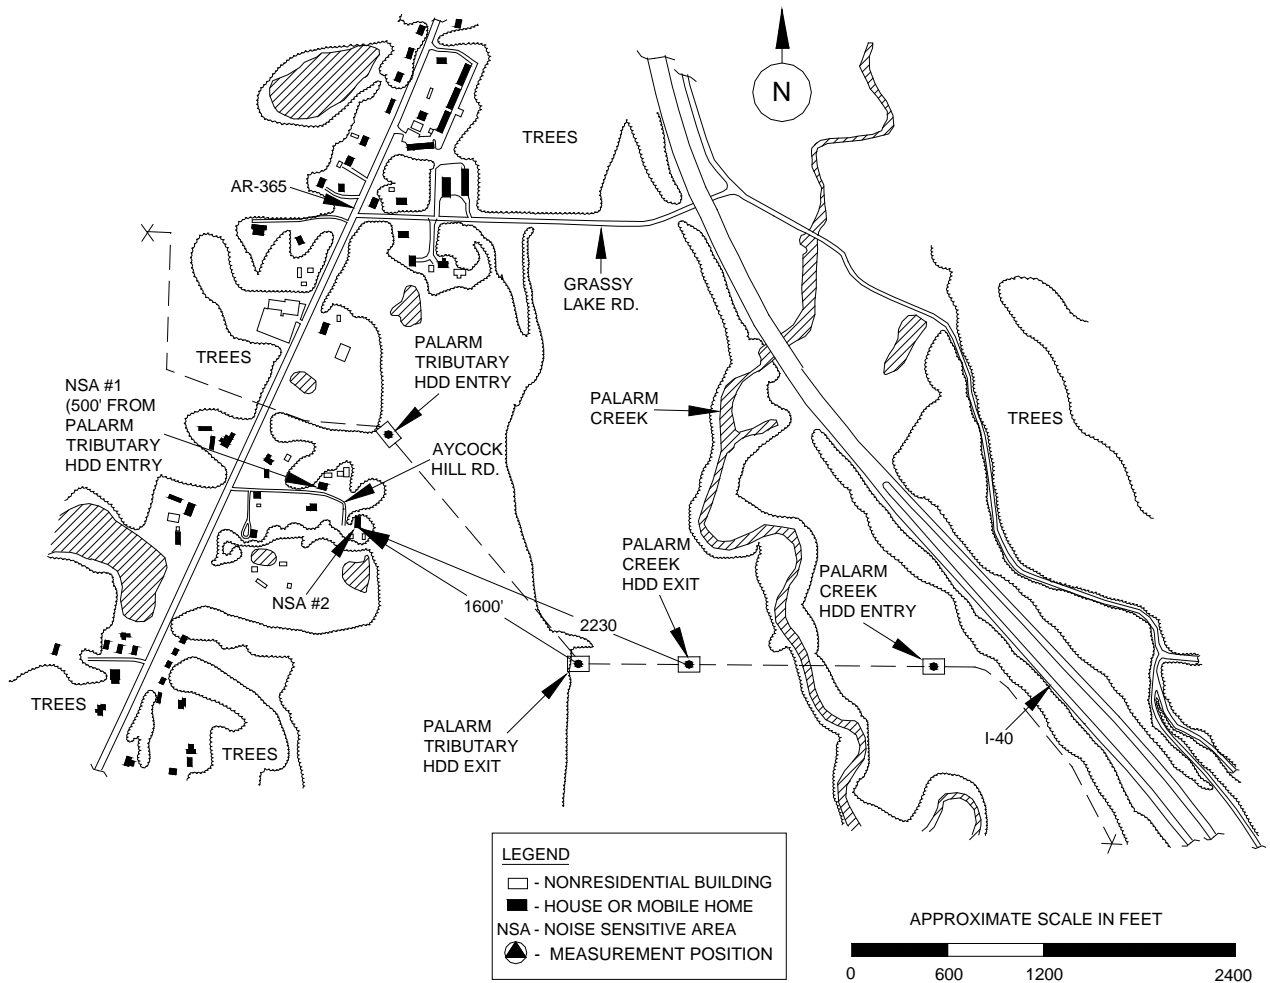 N
TREES
AR-365
GRASSY
LAKE RD.
TREES
PALARM
TRIBUTARY
HDD ENTRY
NSA #1
(500' FROM
PALARM
TRIBUTARY
HDD ENTRY)
PALARM
CREEK
TREES
AYCOCK
HILL RD.
PALARM
CREEK
HDD EXIT
PALARM
CREEK
HDD ENTRY
NSA #2
1600'
2230
TREES
TREES
PALARM
TRIBUTARY
HDD EXIT
I-40
LEGEND
- NONRESIDENTIAL BUILDING
- HOUSE OR MOBILE HOME
NSA - NOISE SENSITIVE AREA
- MEASUREMENT POSITION
APPROXIMATE SCALE IN FEET
0 600 1200 2400